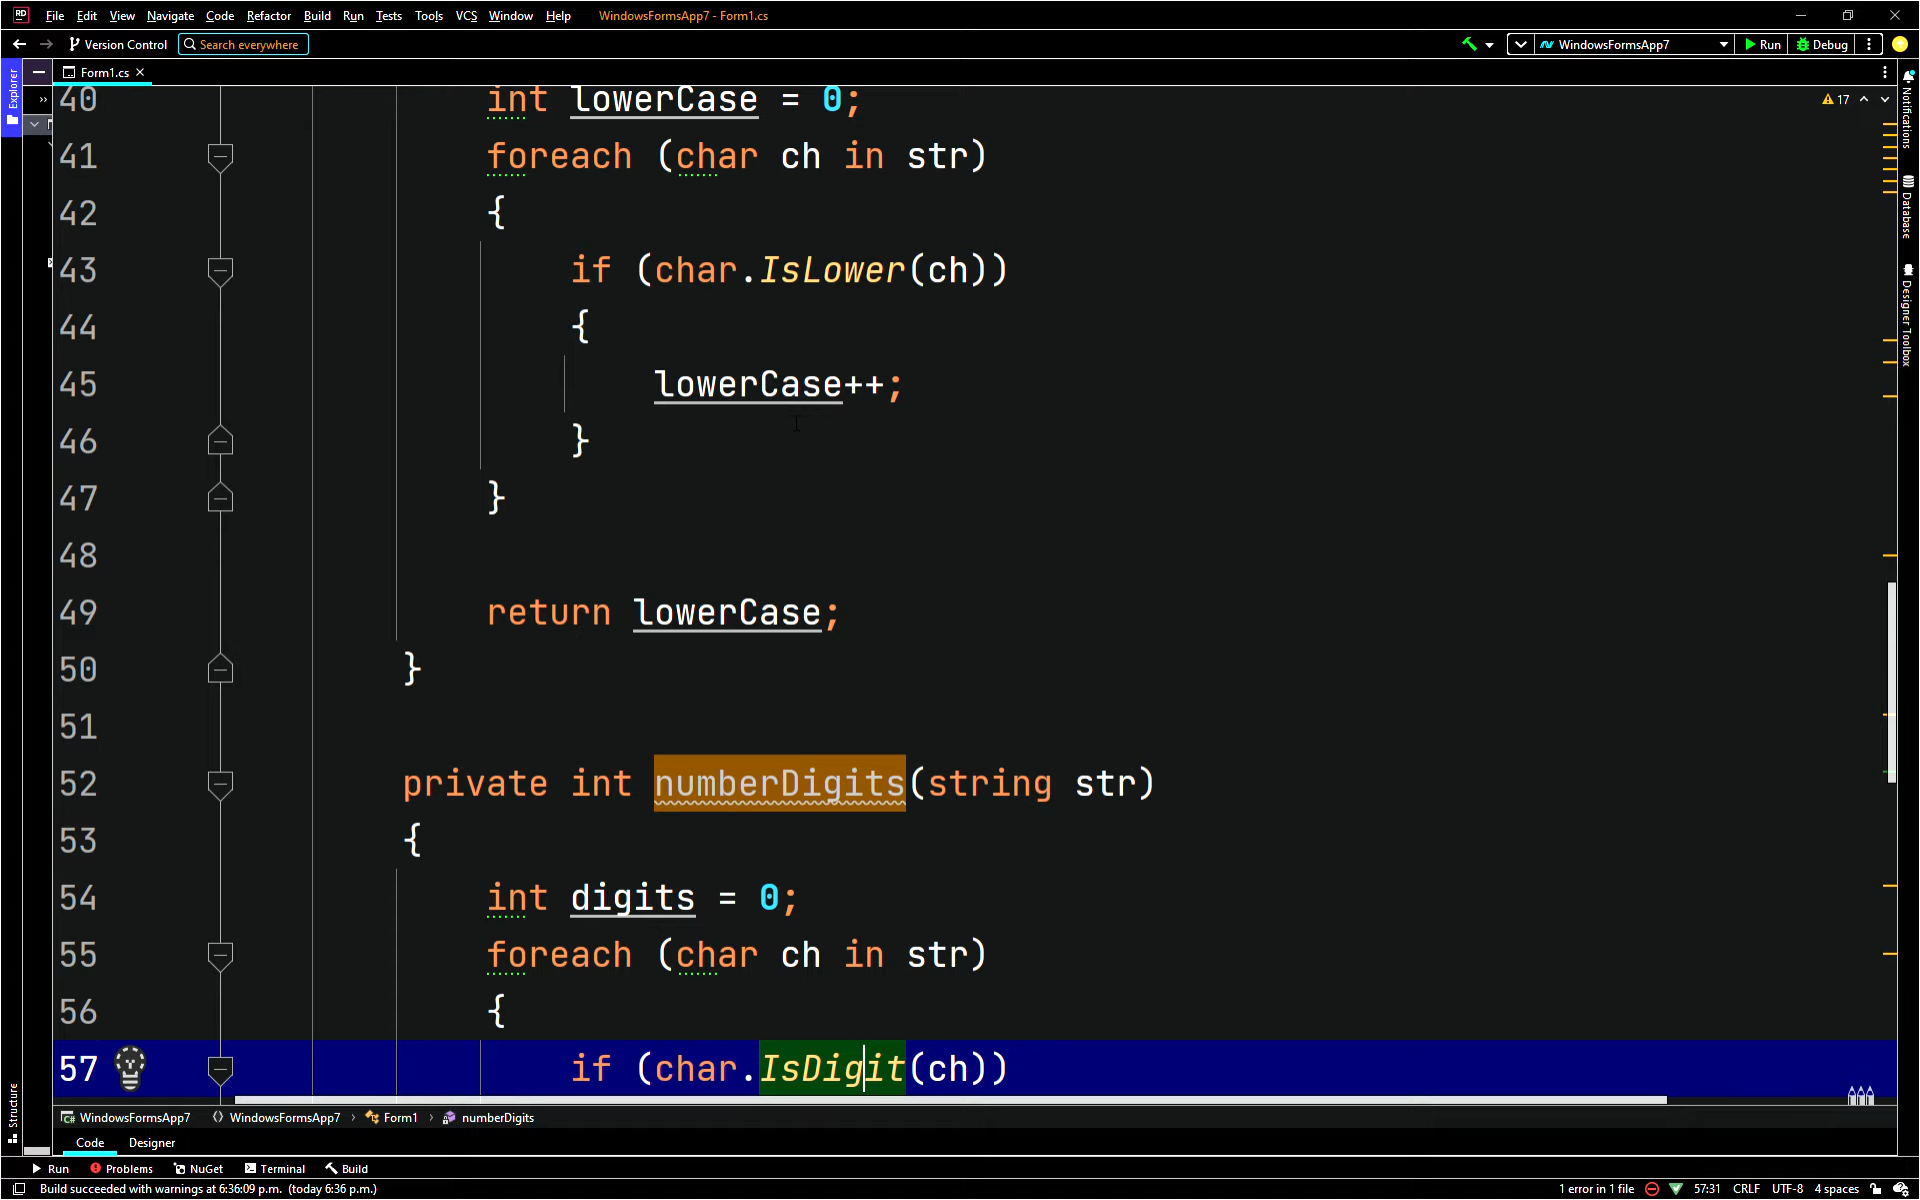 RD File Edit View Navigate Code Refactor Build Run Tests Tools VCS Window Help WindowsFormsApp7 - Form1.cs
Version Control Search everywhere WindowsFormsApp7 Run Debug
Explorer
Form1.cs
17
Notifications
Database
Designer Toolbox
40 int lowerCase = 0;
41 foreach (char ch in str)
42 {
43 if (char.IsLower(ch))
44 {
45 lowerCase++;
46 }
47 }
48
49 return lowerCase;
50 }
51
52 private int numberDigits(string str)
53 {
54 int digits = 0;
55 foreach (char ch in str)
56 {
57 if (char.IsDigit(ch))
Structure
C# WindowsFormsApp7 WindowsFormsApp7 Form1 numberDigits
Code Designer
Run Problems NuGet Terminal Build
Build succeeded with warnings at 6:36:09 p.m. (today 6:36 p.m.) 1 error in 1 file 57:31 CRLF UTF-8 4 spaces